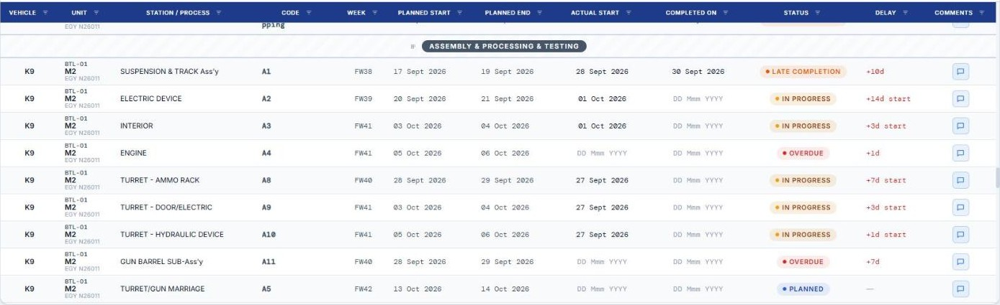 VEHICLE UNIT STATION / PROCESS CODE WEEK PLANNED START PLANNED END ACTUAL START COMPLETED ON STATUS DELAY COMMENTS
EGY N26011 pping
ASSEMBLY & PROCESSING & TESTING
BTL-01
K9 M2 SUSPENSION & TRACK Ass'y A1 FW38 17 Sept 2026 19 Sept 2026 28 Sept 2026 30 Sept 2026 LATE COMPLETION +10d
EGY N26011
BTL-01
K9 M2 ELECTRIC DEVICE A2 FW39 20 Sept 2026 21 Sept 2026 01 Oct 2026 DD Mmm YYYY IN PROGRESS +14d start
EGY N26011
BTL-01
K9 M2 INTERIOR A3 FW41 03 Oct 2026 04 Oct 2026 01 Oct 2026 DD Mmm YYYY IN PROGRESS +3d start
EGY N26011
BTL-01
K9 M2 ENGINE A4 FW41 05 Oct 2026 06 Oct 2026 DD Mmm YYYY DD Mmm YYYY OVERDUE +1d
EGY N26011
BTL-01
K9 M2 TURRET - AMMO RACK A8 FW40 28 Sept 2026 29 Sept 2026 27 Sept 2026 DD Mmm YYYY IN PROGRESS +7d start
EGY N26011
BTL-01
K9 M2 TURRET - DOOR/ELECTRIC A9 FW41 03 Oct 2026 04 Oct 2026 27 Sept 2026 DD Mmm YYYY IN PROGRESS +3d start
EGY N26011
BTL-01
K9 M2 TURRET - HYDRAULIC DEVICE A10 FW41 05 Oct 2026 06 Oct 2026 27 Sept 2026 DD Mmm YYYY IN PROGRESS +1d start
EGY N26011
BTL-01
K9 M2 GUN BARREL SUB-Ass'y A11 FW40 28 Sept 2026 29 Sept 2026 DD Mmm YYYY DD Mmm YYYY OVERDUE +7d
EGY N26011
BTL-01
K9 M2 TURRET/GUN MARRIAGE A5 FW42 13 Oct 2026 14 Oct 2026 DD Mmm YYYY DD Mmm YYYY PLANNED —
EGY N26011